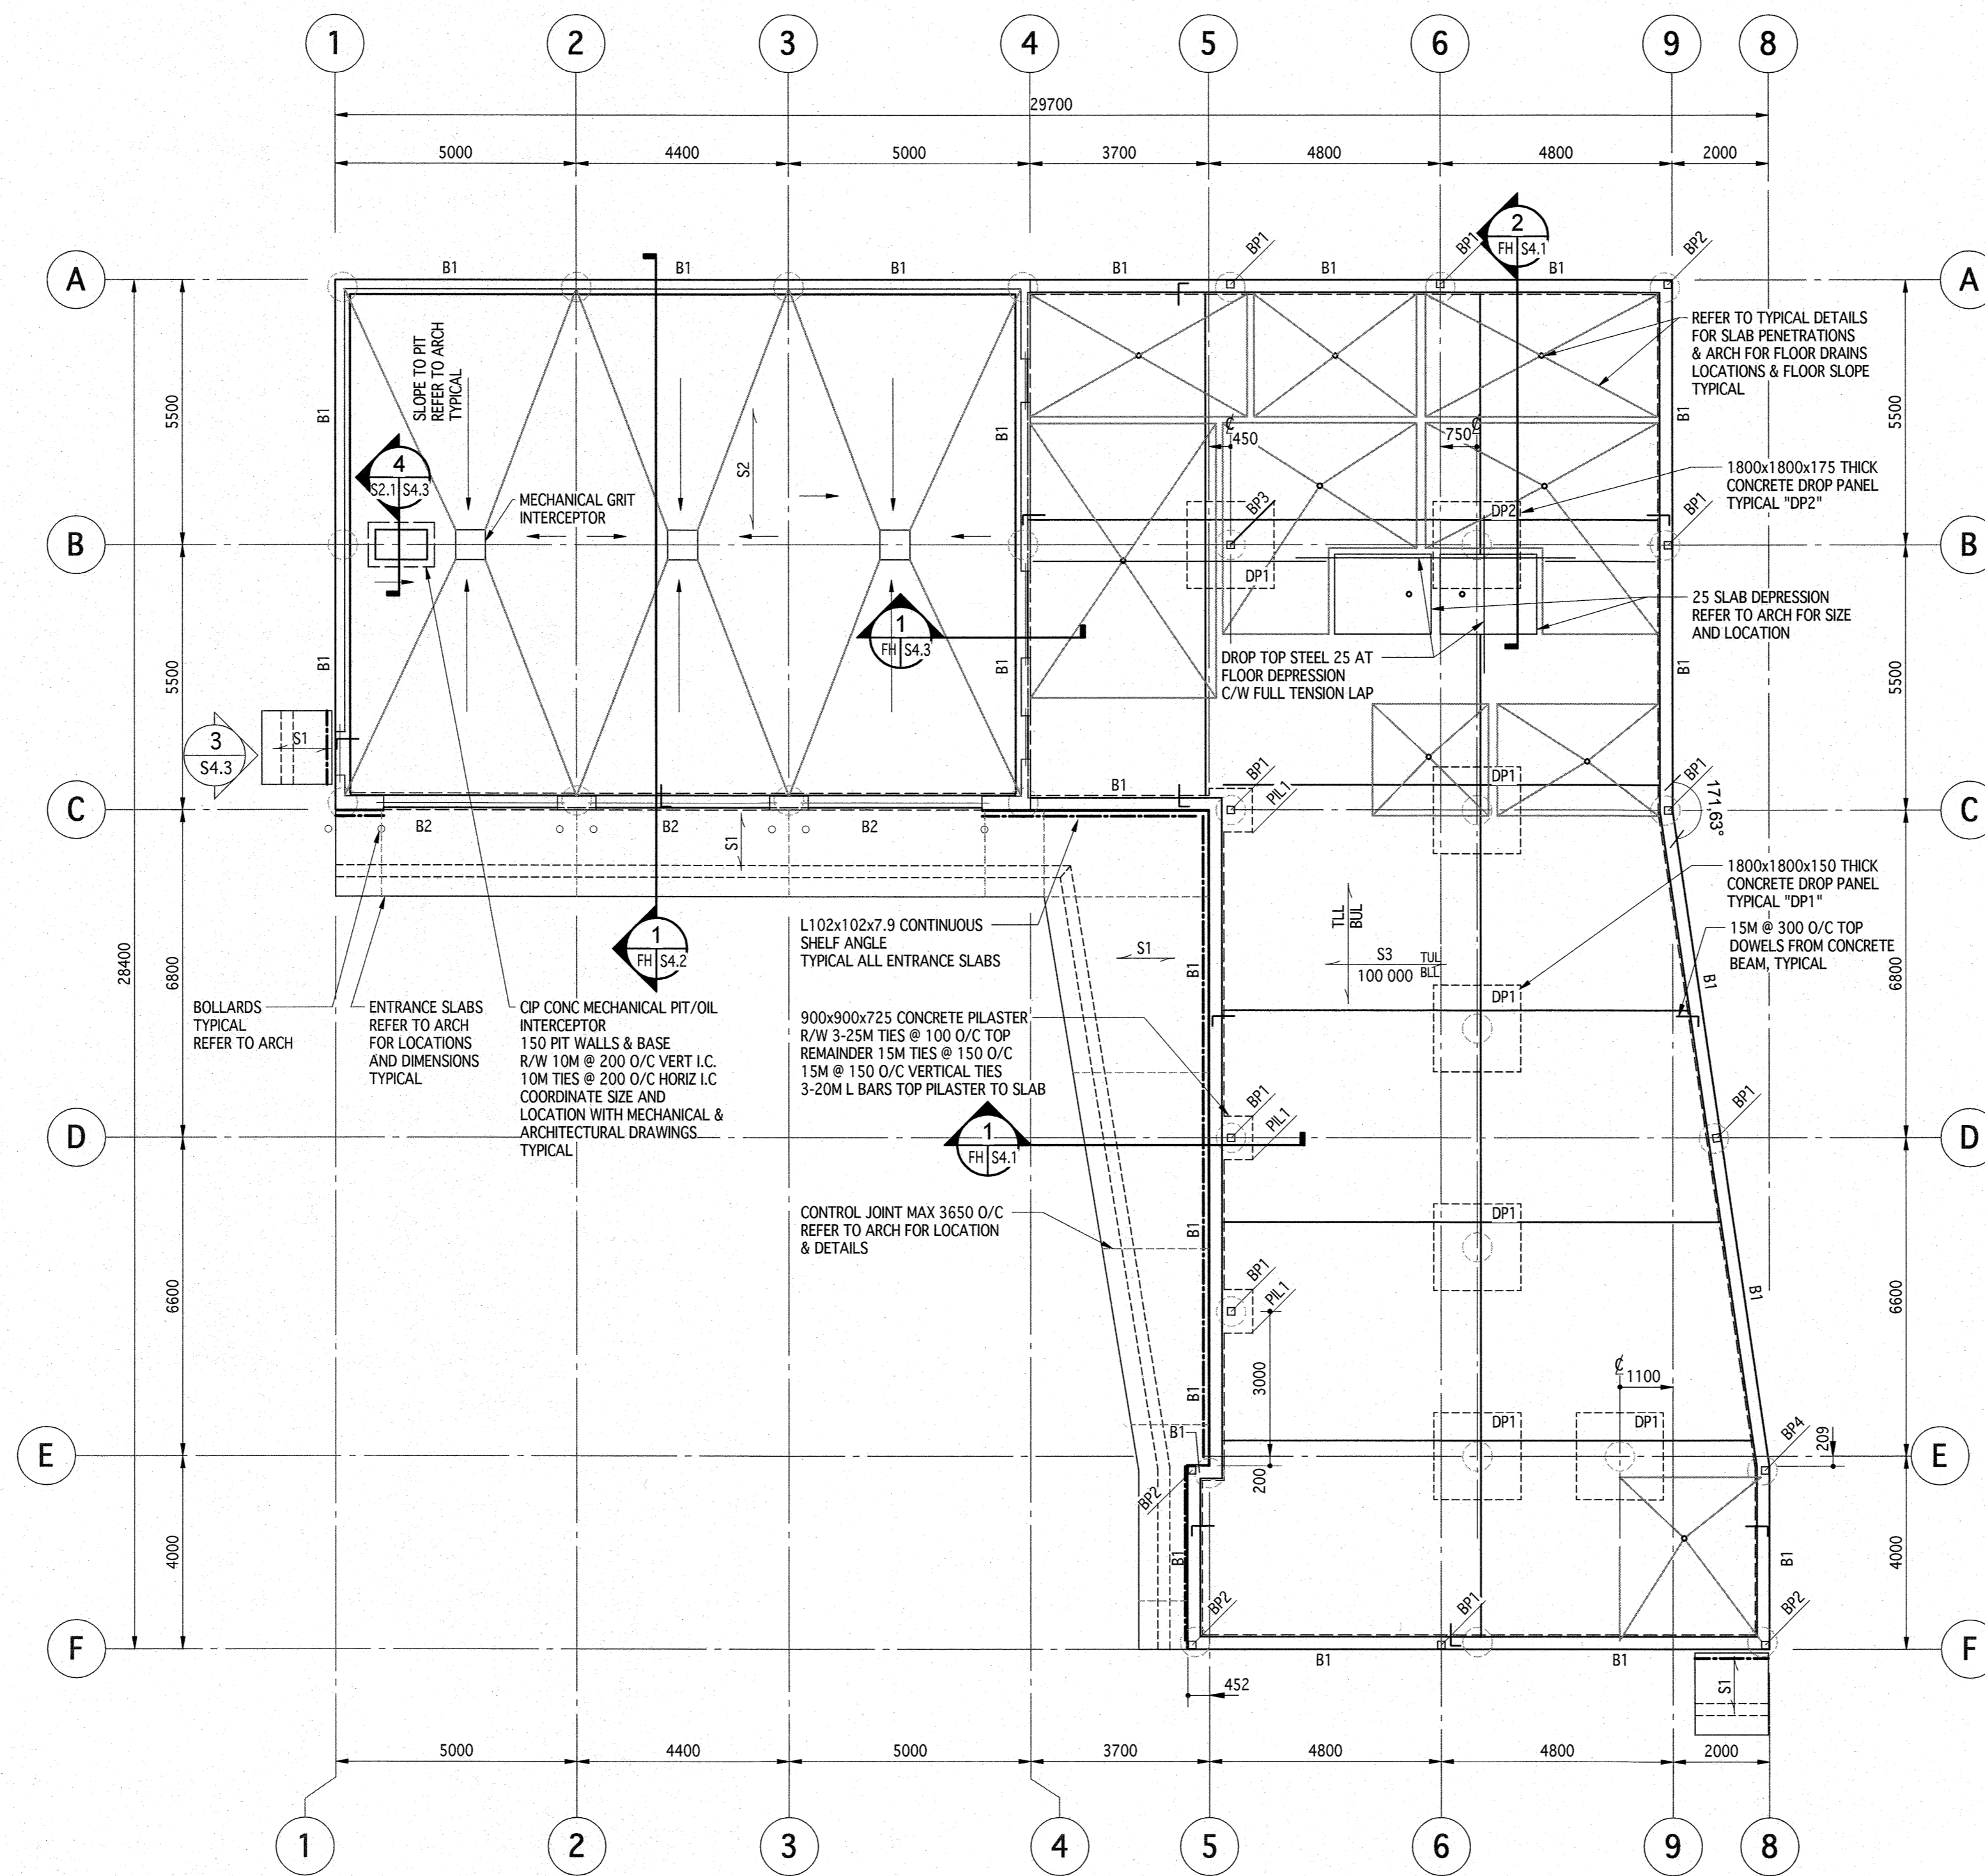 1 2 3 4 5 6 9 8
29700
5000 4400 5000 3700 4800 4800 2000
A
B1 B1 B1 B1 B1 B1
BP1 BP1 BP2
2
FH S4.1
A
SLOPE TO PIT
REFER TO ARCH
TYPICAL
REFER TO TYPICAL DETAILS
FOR SLAB PENETRATIONS
& ARCH FOR FLOOR DRAINS
LOCATIONS & FLOOR SLOPE
TYPICAL
5500
B1
S2
B1
450
750
B1
5500
4
S2.1 S4.3
MECHANICAL GRIT
INTERCEPTOR
BP3
DP2
BP1
1800x1800x175 THICK
CONCRETE DROP PANEL
TYPICAL "DP2"
B
DP1
B
25 SLAB DEPRESSION
REFER TO ARCH FOR SIZE
AND LOCATION
1
FH S4.3
DROP TOP STEEL 25 AT
FLOOR DEPRESSION
C/W FULL TENSION LAP
5500
B1
B1
B1
5500
3
S4.3
S1
B1
BP1
PIL1
DP1
BP1
171.63°
C
B2 B2 B2
S1
C
1800x1800x150 THICK
CONCRETE DROP PANEL
TYPICAL "DP1"
15M @ 300 O/C TOP
DOWELS FROM CONCRETE
BEAM, TYPICAL
TLL
BUL
S3
100 000
TUL
BLL
28400
6800
1
FH S4.2
L102x102x7.9 CONTINUOUS
SHELF ANGLE
TYPICAL ALL ENTRANCE SLABS
S1
B1
DP1
B1
6800
BOLLARDS
TYPICAL
REFER TO ARCH
ENTRANCE SLABS
REFER TO ARCH
FOR LOCATIONS
AND DIMENSIONS
TYPICAL
CIP CONC MECHANICAL PIT/OIL
INTERCEPTOR
150 PIT WALLS & BASE
R/W 10M @ 200 O/C VERT I.C.
10M TIES @ 200 O/C HORIZ I.C
COORDINATE SIZE AND
LOCATION WITH MECHANICAL &
ARCHITECTURAL DRAWINGS
TYPICAL
900x900x725 CONCRETE PILASTER
R/W 3-25M TIES @ 100 O/C TOP
REMAINDER 15M TIES @ 150 O/C
15M @ 150 O/C VERTICAL TIES
3-20M L BARS TOP PILASTER TO SLAB
D
1
FH S4.1
BP1
PIL1
BP1
D
CONTROL JOINT MAX 3650 O/C
REFER TO ARCH FOR LOCATION
& DETAILS
6600
B1
DP1
BP1
PIL1
B1
6600
3000
1100
B1
B1
DP1
DP1
BP4
209
E
200
E
BP2
4000
B1
B1
4000
BP2
BP1
BP2
F
B1
B1
F
452
S1
5000 4400 5000 3700 4800 4800 2000
1 2 3 4 5 6 9 8